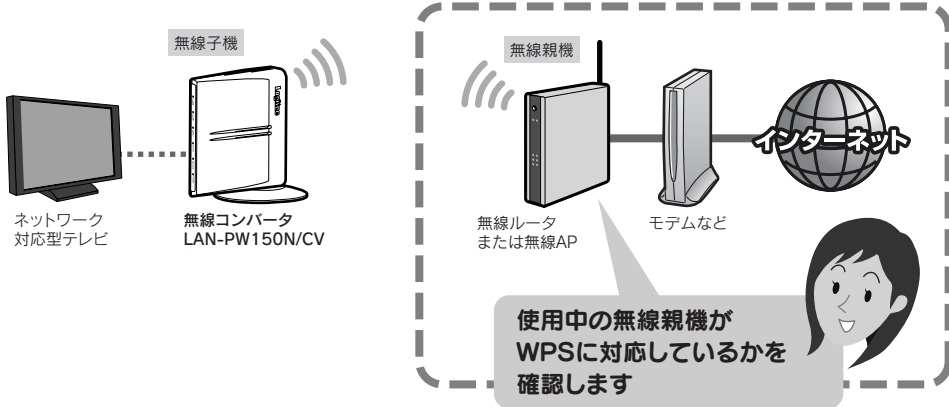 無線子機
Logitec
ネットワーク
対応型テレビ
無線コンバータ
LAN-PW150N/CV
無線親機
インターネット
無線ルータ
または無線AP
モデムなど
使用中の無線親機が
WPSに対応しているかを
確認します